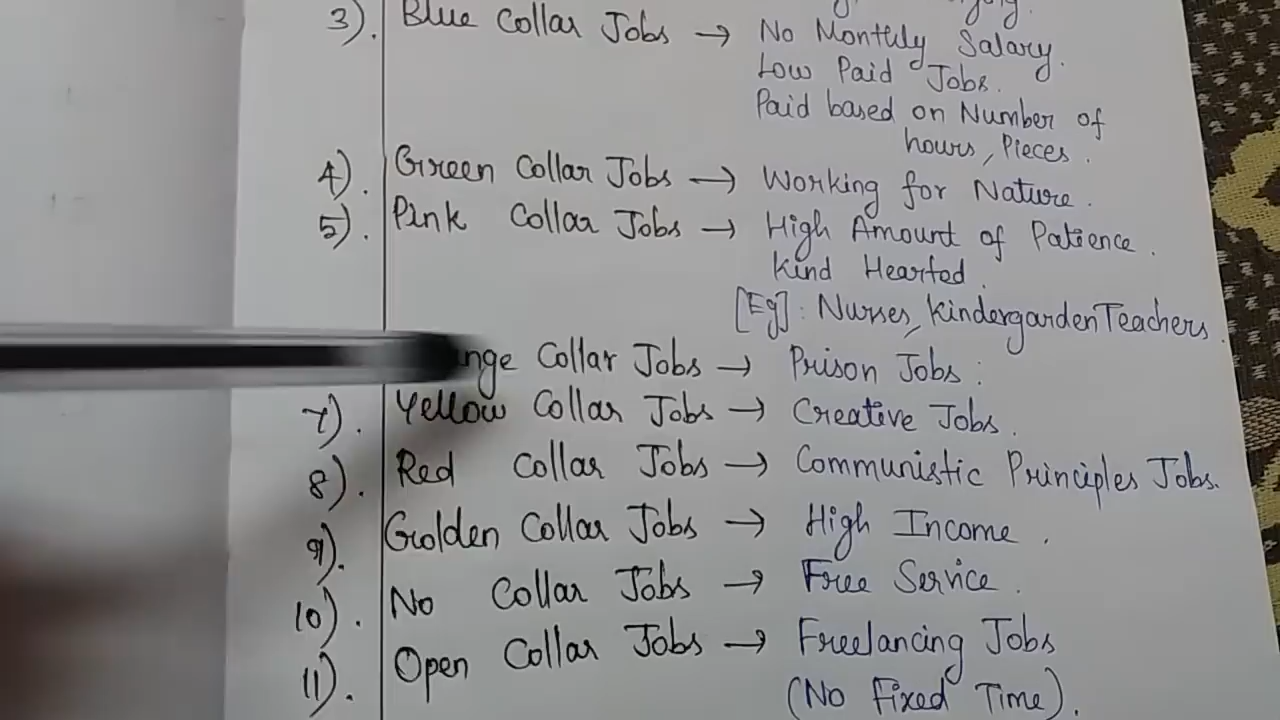 3). Blue Collar Jobs → No Monthly Salary.
Low Paid Jobs.
Paid based on Number of
hours, Pieces.
4). Green Collar Jobs → Working for Nature.
5). Pink Collar Jobs → High Amount of Patience.
Kind Hearted.
[Eg]: Nurses, Kindergarden Teachers.
Collar Jobs → Prison Jobs.
7). Yellow Collar Jobs → Creative Jobs.
8). Red Collar Jobs → Communistic Principles Jobs.
9). Golden Collar Jobs → High Income.
10). No Collar Jobs → Free Service.
11). Open Collar Jobs → Freelancing Jobs
(No Fixed Time).